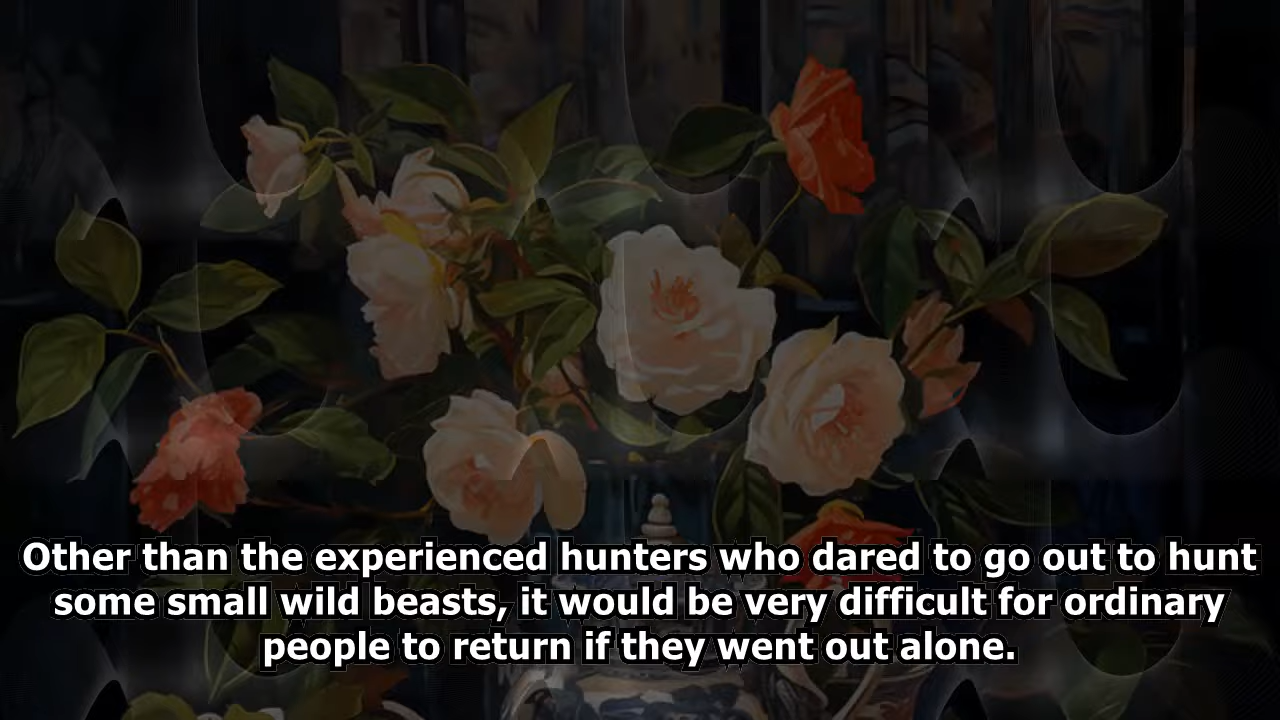 Other than the experienced hunters who dared to go out to hunt
some small wild beasts, it would be very difficult for ordinary
people to return if they went out alone.